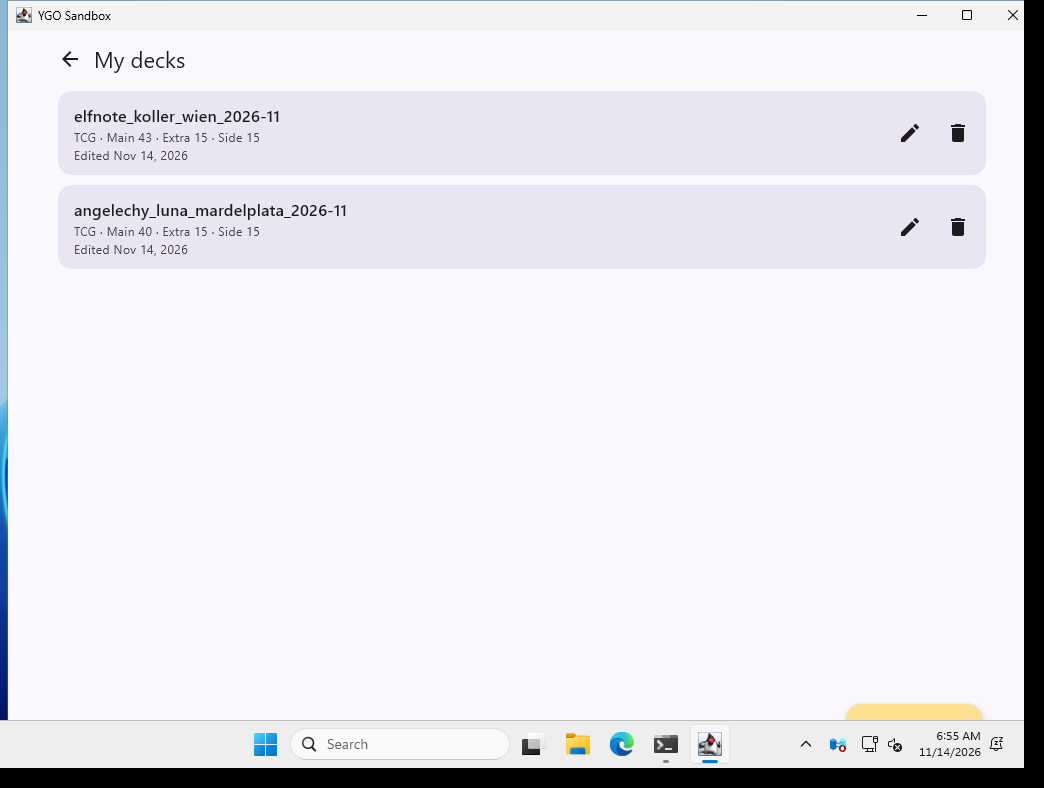 YGO Sandbox
My decks
elfnote_koller_wien_2026-11
TCG · Main 43 · Extra 15 · Side 15
Edited Nov 14, 2026
angelechy_luna_mardelplata_2026-11
TCG · Main 40 · Extra 15 · Side 15
Edited Nov 14, 2026
Search
6:55 AM
11/14/2026